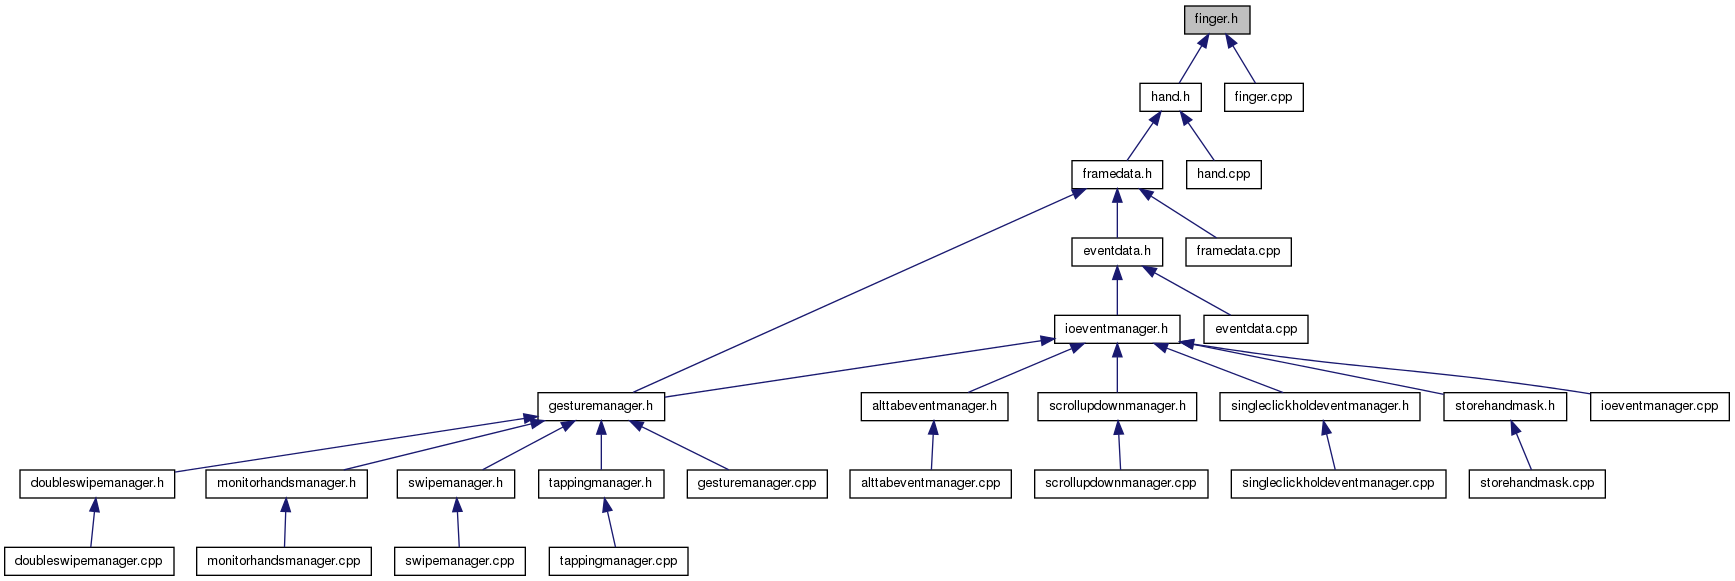 finger.h
hand.h
finger.cpp
framedata.h
hand.cpp
eventdata.h
framedata.cpp
ioeventmanager.h
eventdata.cpp
gesturemanager.h
alttabeventmanager.h
scrollupdownmanager.h
singleclickholdeventmanager.h
storehandmask.h
ioeventmanager.cpp
doubleswipemanager.h
monitorhandsmanager.h
swipemanager.h
tappingmanager.h
gesturemanager.cpp
alttabeventmanager.cpp
scrollupdownmanager.cpp
singleclickholdeventmanager.cpp
storehandmask.cpp
doubleswipemanager.cpp
monitorhandsmanager.cpp
swipemanager.cpp
tappingmanager.cpp